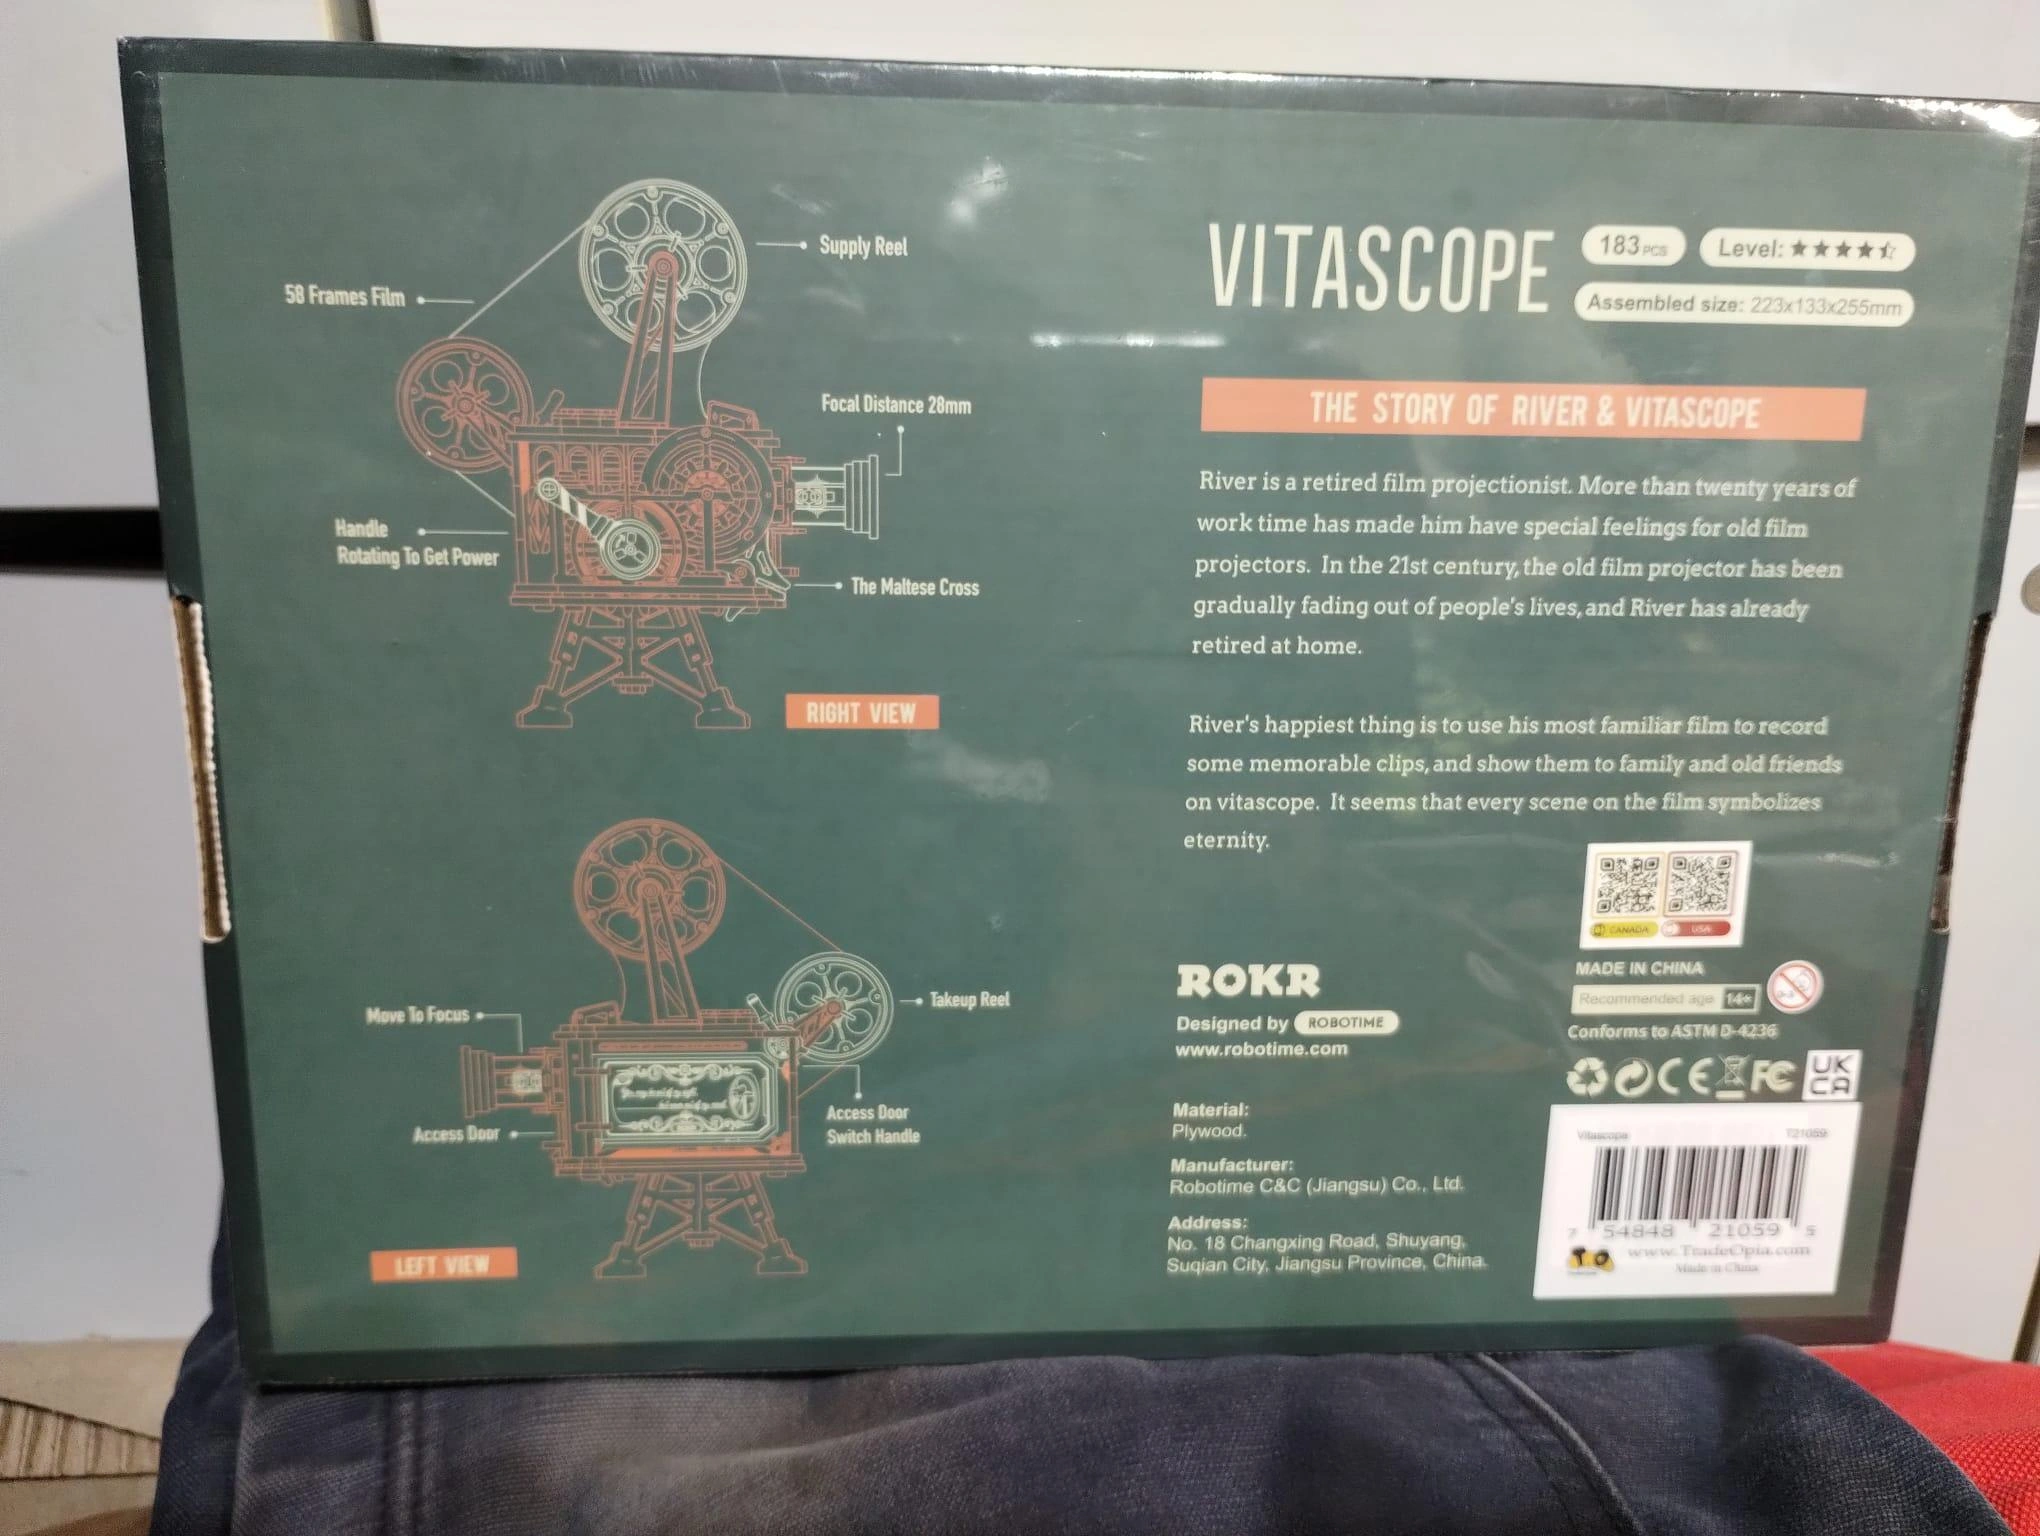 Supply Reel
58 Frames Film
Focal Distance 28mm
Handle
Rotating To Get Power
The Maltese Cross
RIGHT VIEW
Move To Focus
Takeup Reel
Access Door
Access Door
Switch Handle
LEFT VIEW
VITASCOPE
183 PCS
Level:
Assembled size: 223x133x255mm
THE STORY OF RIVER & VITASCOPE
River is a retired film projectionist. More than twenty years of
work time has made him have special feelings for old film
projectors. In the 21st century, the old film projector has been
gradually fading out of people's lives, and River has already
retired at home.
River's happiest thing is to use his most familiar film to record
some memorable clips, and show them to family and old friends
on vitascope. It seems that every scene on the film symbolizes
eternity.
CANADA
USA
ROKR
Designed by ROBOTIME
www.robotime.com
MADE IN CHINA
Recommended age 14+
0-3
Conforms to ASTM D-4236
CE FC UK CA
Material:
Plywood.
Manufacturer:
Robotime C&C (Jiangsu) Co., Ltd.
Address:
No. 18 Changxing Road, Shuyang,
Suqian City, Jiangsu Province, China.
Vitascope T21059
7 54848 21059 5
www.TradeOpia.com
Made in China